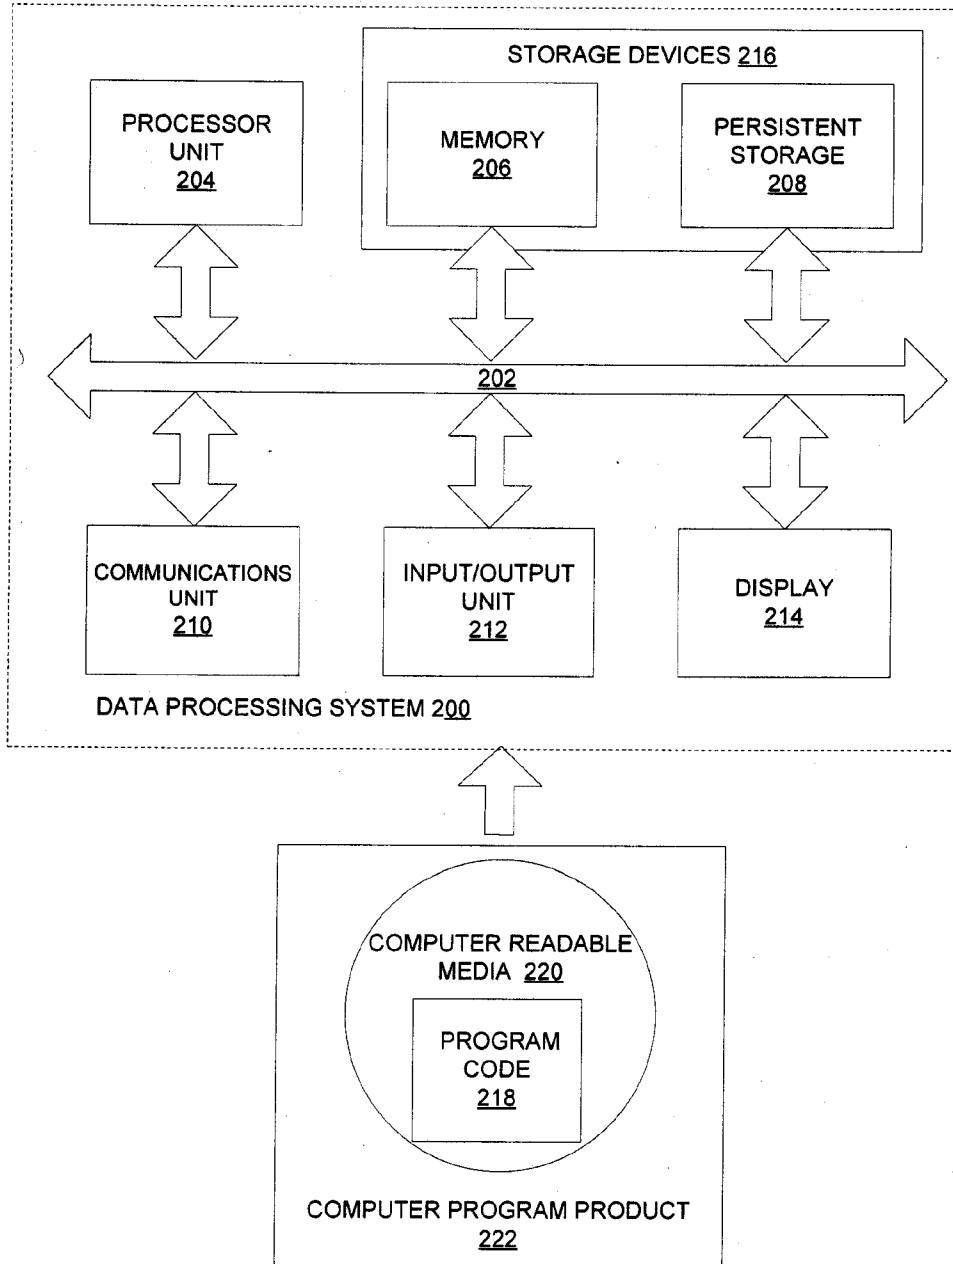 STORAGE DEVICES 216
PROCESSOR
UNIT
204
MEMORY
206
PERSISTENT
STORAGE
208
202
COMMUNICATIONS
UNIT
210
INPUT/OUTPUT
UNIT
212
DISPLAY
214
DATA PROCESSING SYSTEM 200
COMPUTER READABLE
MEDIA 220
PROGRAM
CODE
218
COMPUTER PROGRAM PRODUCT
222